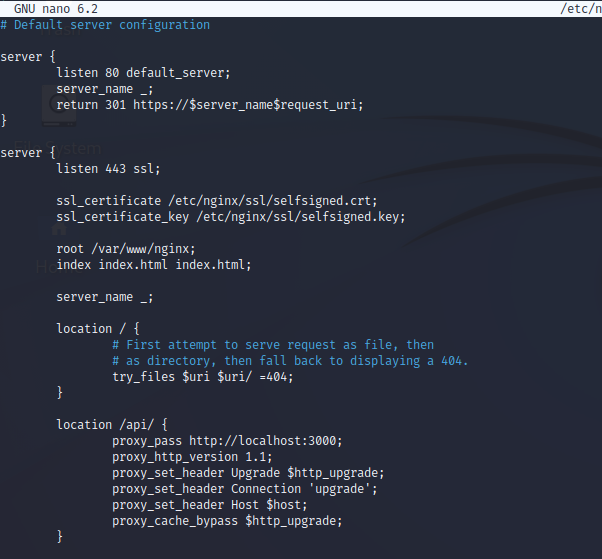 GNU nano 6.2 /etc/n
# Default server configuration
server {
listen 80 default_server;
server_name _;
return 301 https://$server_name$request_uri;
}
server {
listen 443 ssl;
ssl_certificate /etc/nginx/ssl/selfsigned.crt;
ssl_certificate_key /etc/nginx/ssl/selfsigned.key;
root /var/www/nginx;
index index.html index.html;
server_name _;
location / {
# First attempt to serve request as file, then
# as directory, then fall back to displaying a 404.
try_files $uri $uri/ =404;
}
location /api/ {
proxy_pass http://localhost:3000;
proxy_http_version 1.1;
proxy_set_header Upgrade $http_upgrade;
proxy_set_header Connection 'upgrade';
proxy_set_header Host $host;
proxy_cache_bypass $http_upgrade;
}